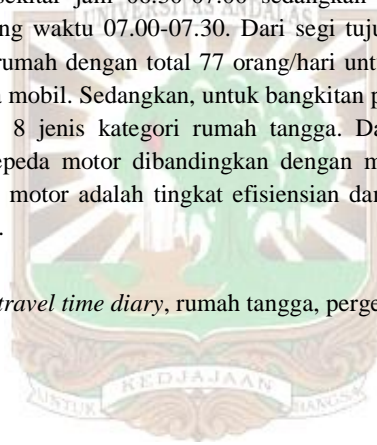 sekitar jam 06.30-07.00 sedangkan
ng waktu 07.00-07.30. Dari segi tuju
rumah dengan total 77 orang/hari unt
a mobil. Sedangkan, untuk bangkitan p
8 jenis kategori rumah tangga. Da
epeda motor dibandingkan dengan m
motor adalah tingkat efisiensian dar
.
travel time diary, rumah tangga, perge
UNIVERSITAS ANDALAS
UNTUK KEDJAJAAN BANGSA